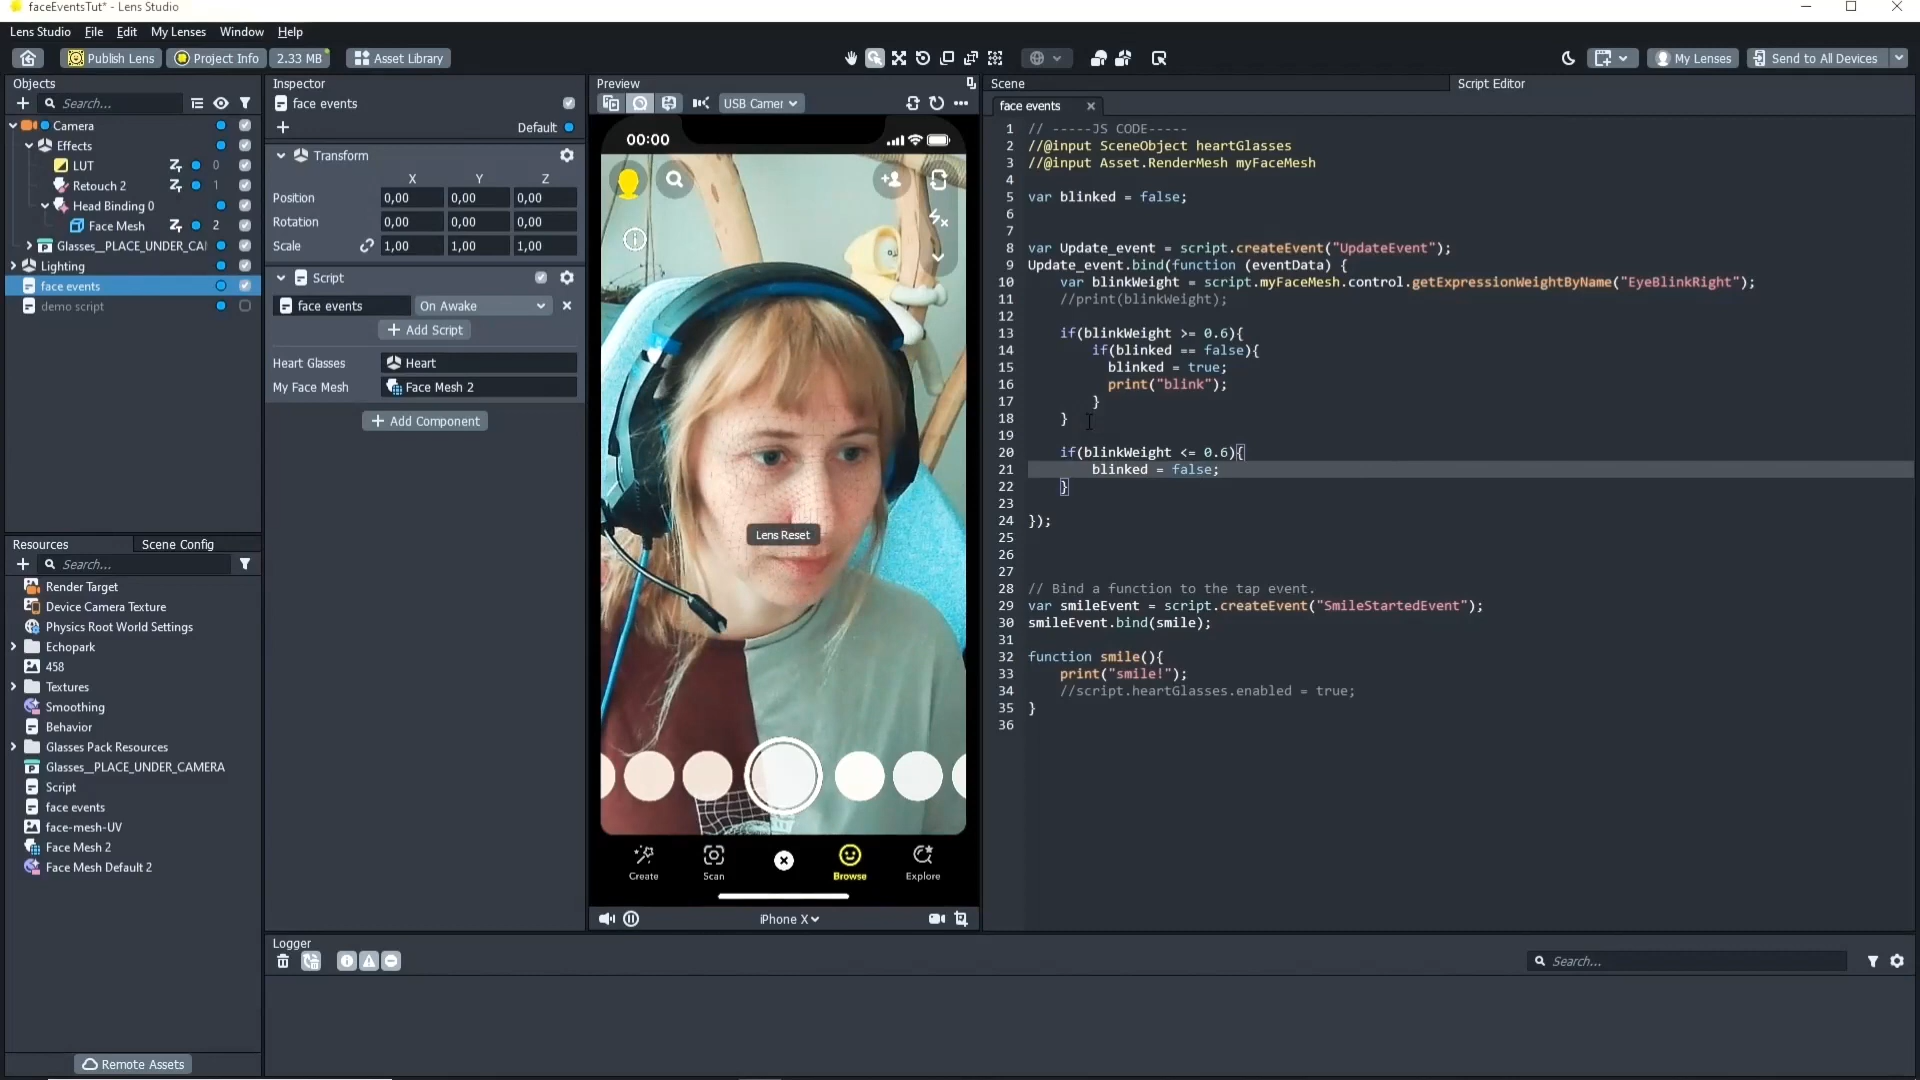 faceEventsTut* - Lens Studio
Lens Studio File Edit My Lenses Window Help
Publish Lens Project Info 2.33 MB Asset Library My Lenses Send to All Devices
Objects
Search...
Camera
Effects
LUT 0
Retouch 2 1
Head Binding 0
Face Mesh 2
Glasses__PLACE_UNDER_CA
Lighting
face events
demo script
Resources Scene Config
Search...
Render Target
Device Camera Texture
Physics Root World Settings
Echopark
458
Textures
Smoothing
Behavior
Glasses Pack Resources
Glasses__PLACE_UNDER_CAMERA
Script
face events
face-mesh-UV
Face Mesh 2
Face Mesh Default 2
Remote Assets
Inspector
face events
Default
Transform
X Y Z
Position 0,00 0,00 0,00
Rotation 0,00 0,00 0,00
Scale 1,00 1,00 1,00
Script
face events On Awake
Add Script
Heart Glasses Heart
My Face Mesh Face Mesh 2
Add Component
Preview
USB Camer
00:00
Lens Reset
Create Scan Browse Explore
iPhone X
Scene Script Editor
face events
1 // -----JS CODE-----
2 //@input SceneObject heartGlasses
3 //@input Asset.RenderMesh myFaceMesh
4
5 var blinked = false;
6
7
8 var Update_event = script.createEvent("UpdateEvent");
9 Update_event.bind(function (eventData) {
10 var blinkWeight = script.myFaceMesh.control.getExpressionWeightByName("EyeBlinkRight");
11 //print(blinkWeight);
12
13 if(blinkWeight >= 0.6){
14 if(blinked == false){
15 blinked = true;
16 print("blink");
17 }
18 }
19
20 if(blinkWeight <= 0.6){
21 blinked = false;
22 }
23
24 });
25
26
27
28 // Bind a function to the tap event.
29 var smileEvent = script.createEvent("SmileStartedEvent");
30 smileEvent.bind(smile);
31
32 function smile(){
33 print("smile!");
34 //script.heartGlasses.enabled = true;
35 }
36
Logger
Search...